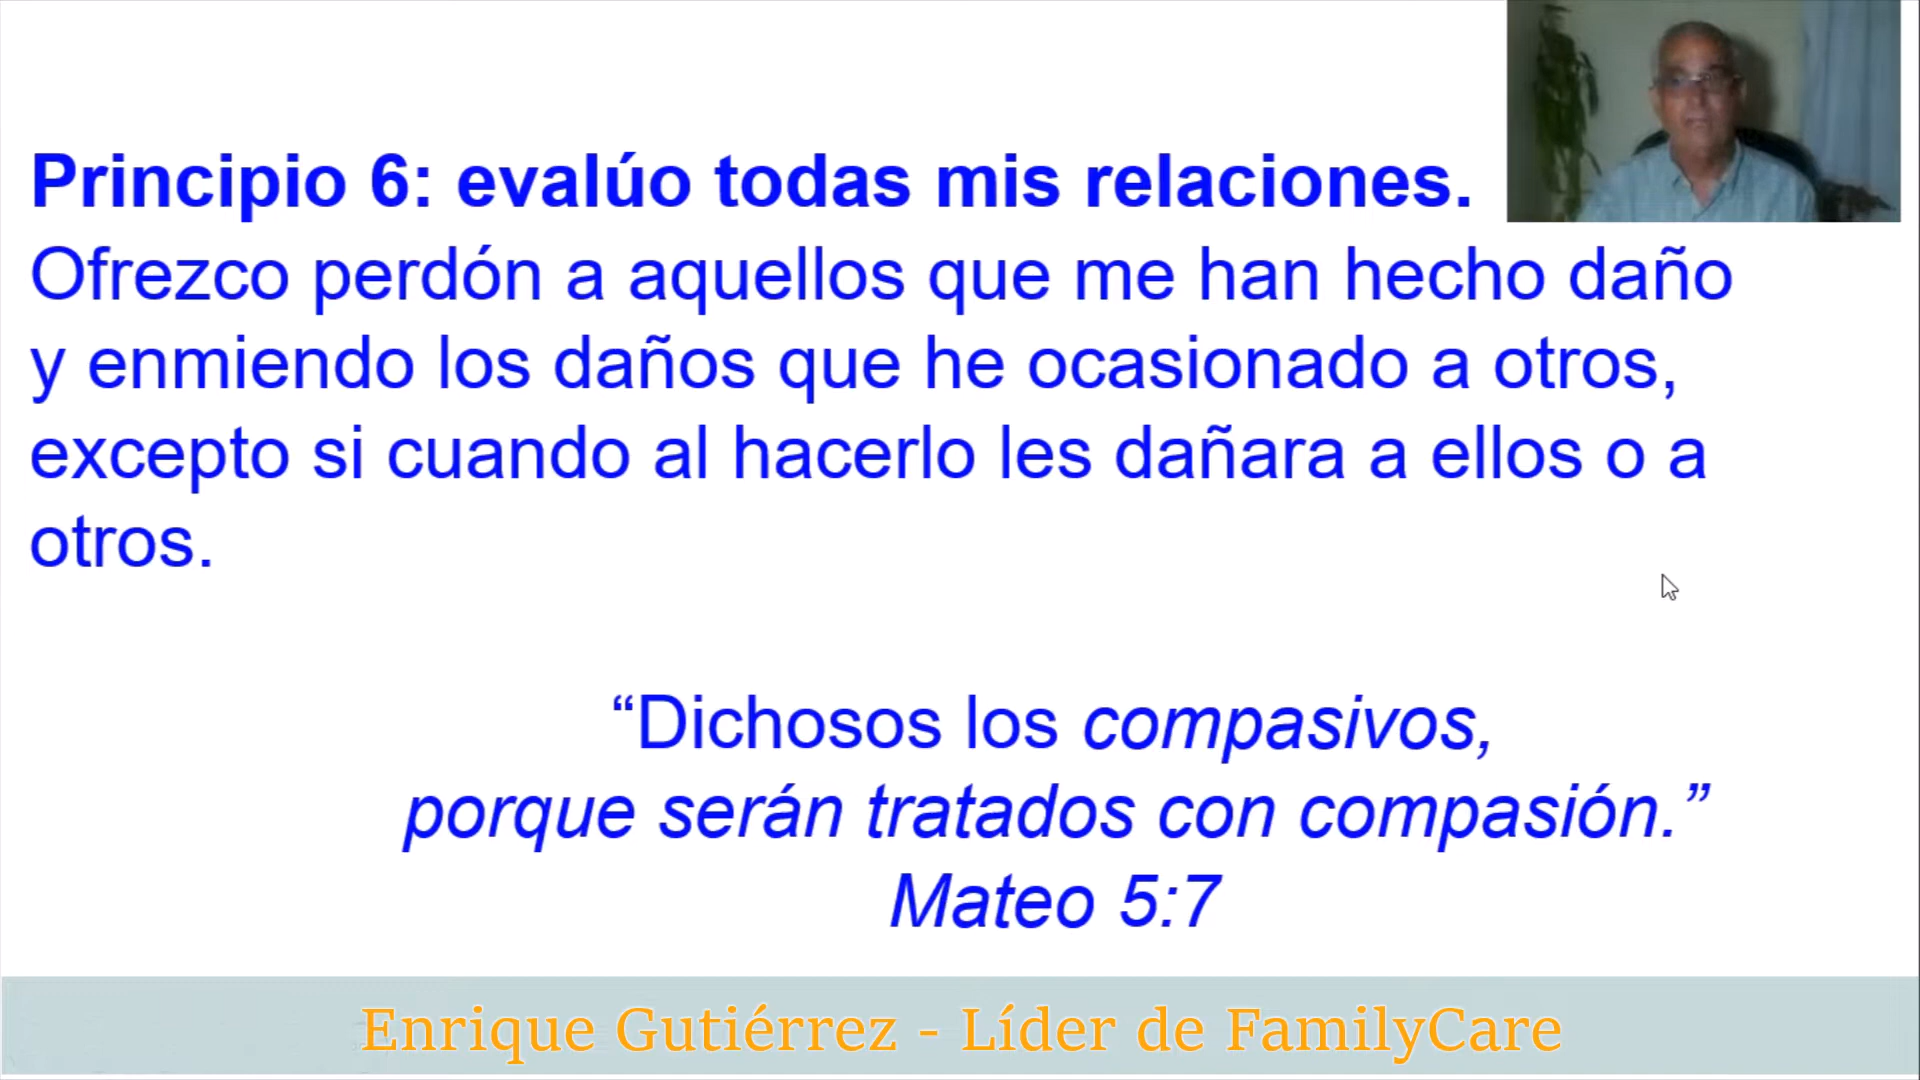 Principio 6: evalúo todas mis relaciones.
Ofrezco perdón a aquellos que me han hecho daño
y enmiendo los daños que he ocasionado a otros,
excepto si cuando al hacerlo les dañara a ellos o a
otros.
“Dichosos los compasivos,
porque serán tratados con compasión.”
Mateo 5:7
Enrique Gutiérrez - Líder de FamilyCare